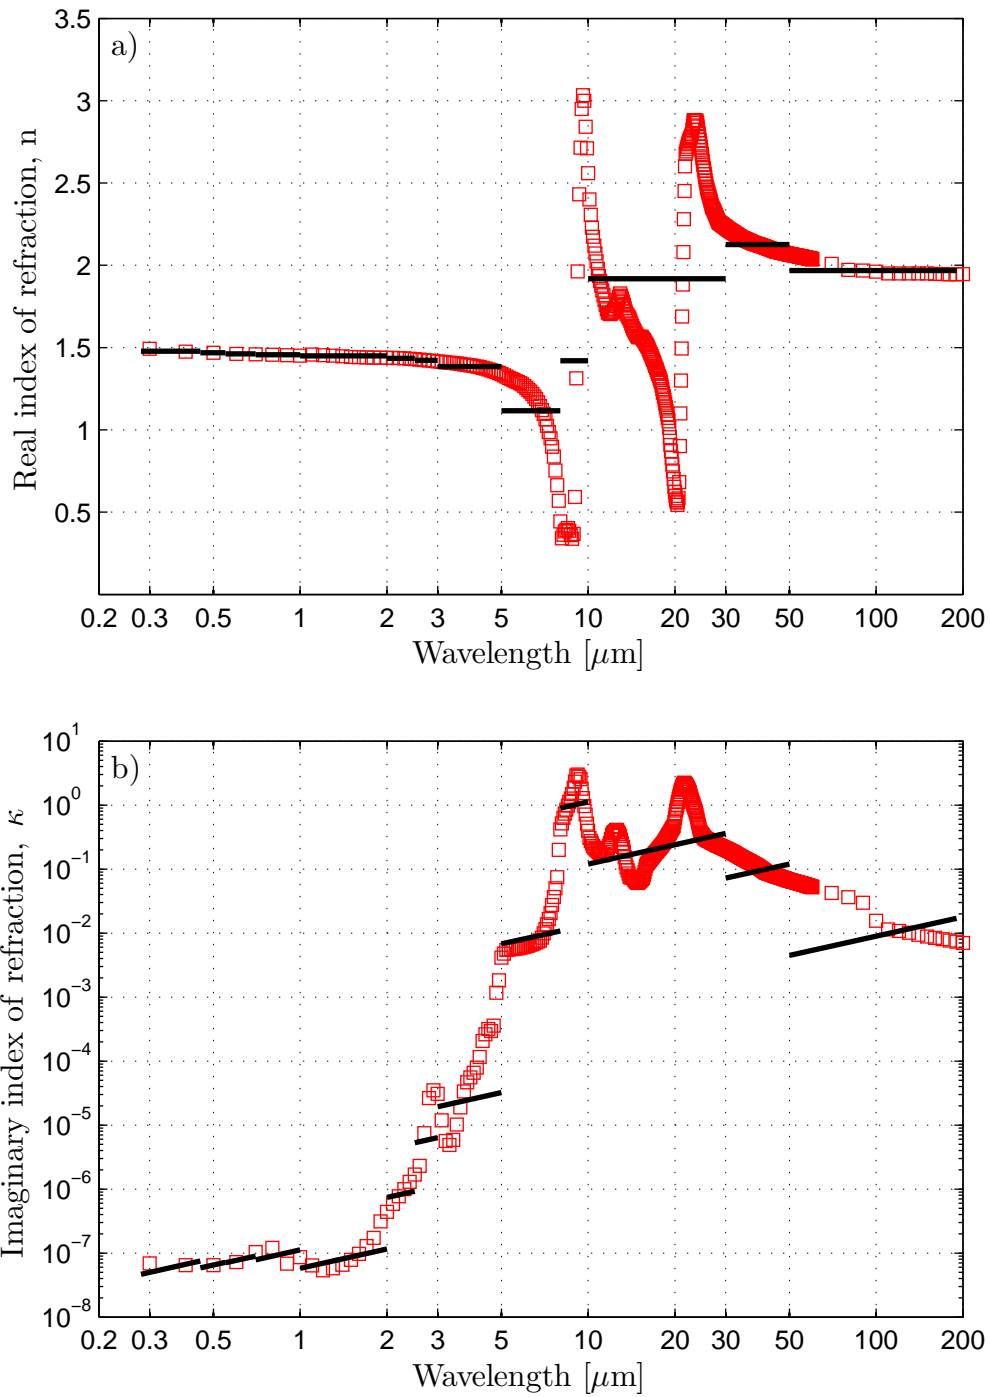 a)
3.5
3
2.5
2
1.5
1
0.5
Real index of refraction, n
0.2 0.3 0.5 1 2 3 5 10 20 30 50 100 200
Wavelength [μm]
b)
10^1
10^0
10^−1
10^−2
10^−3
10^−4
10^−5
10^−6
10^−7
10^−8
Imaginary index of refraction, κ
0.2 0.3 0.5 1 2 3 5 10 20 30 50 100 200
Wavelength [μm]